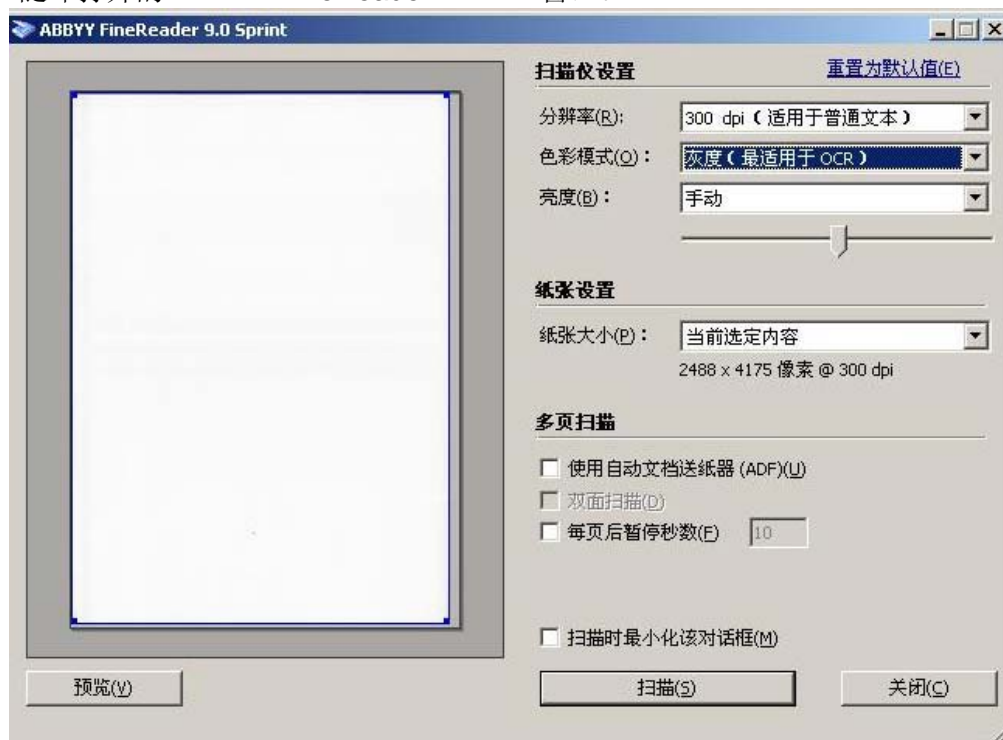 ABBYY FineReader 9.0 Sprint
扫描仪设置
重置为默认值(E)
分辨率(R):
300 dpi（适用于普通文本）
色彩模式(O)：
灰度（最适用于 OCR）
亮度(B)：
手动
纸张设置
纸张大小(P)：
当前选定内容
2488 x 4175 像素 @ 300 dpi
多页扫描
使用自动文档送纸器 (ADF)(U)
双面扫描(D)
每页后暂停秒数(F)
10
扫描时最小化该对话框(M)
预览(V)
扫描(S)
关闭(C)